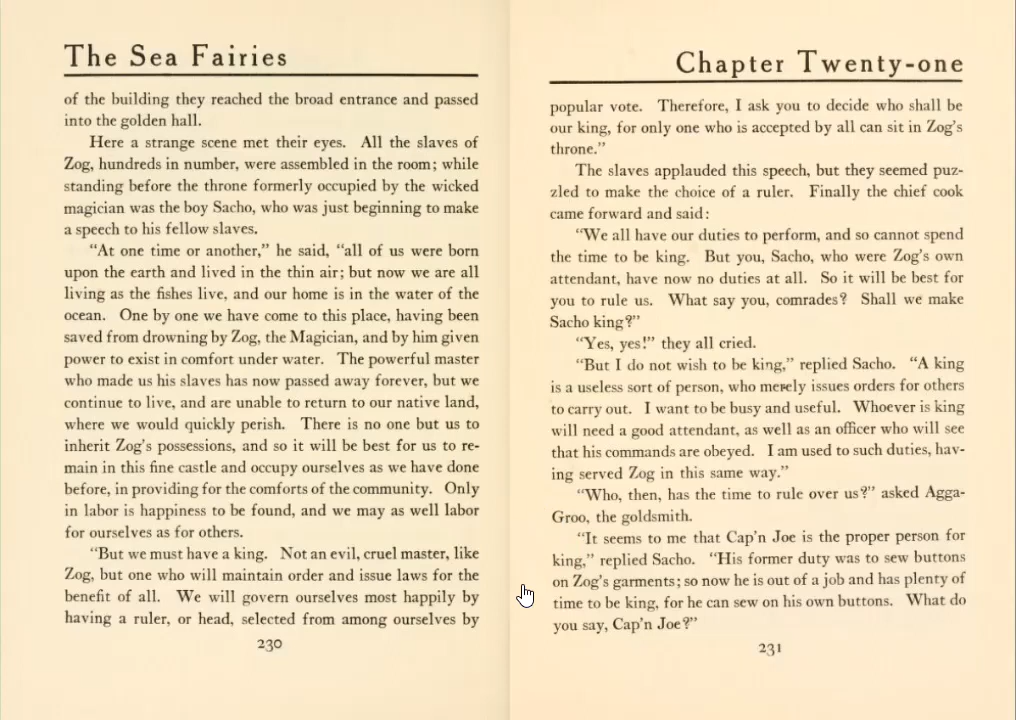 The Sea Fairies
of the building they reached the broad entrance and passed
into the golden hall.
Here a strange scene met their eyes. All the slaves of
Zog, hundreds in number, were assembled in the room; while
standing before the throne formerly occupied by the wicked
magician was the boy Sacho, who was just beginning to make
a speech to his fellow slaves.
“At one time or another,” he said, “all of us were born
upon the earth and lived in the thin air; but now we are all
living as the fishes live, and our home is in the water of the
ocean. One by one we have come to this place, having been
saved from drowning by Zog, the Magician, and by him given
power to exist in comfort under water. The powerful master
who made us his slaves has now passed away forever, but we
continue to live, and are unable to return to our native land,
where we would quickly perish. There is no one but us to
inherit Zog’s possessions, and so it will be best for us to re-
main in this fine castle and occupy ourselves as we have done
before, in providing for the comforts of the community. Only
in labor is happiness to be found, and we may as well labor
for ourselves as for others.
“But we must have a king. Not an evil, cruel master, like
Zog, but one who will maintain order and issue laws for the
benefit of all. We will govern ourselves most happily by
having a ruler, or head, selected from among ourselves by
230
Chapter Twenty-one
popular vote. Therefore, I ask you to decide who shall be
our king, for only one who is accepted by all can sit in Zog’s
throne.”
The slaves applauded this speech, but they seemed puz-
zled to make the choice of a ruler. Finally the chief cook
came forward and said:
“We all have our duties to perform, and so cannot spend
the time to be king. But you, Sacho, who were Zog’s own
attendant, have now no duties at all. So it will be best for
you to rule us. What say you, comrades? Shall we make
Sacho king?”
“Yes, yes!” they all cried.
“But I do not wish to be king,” replied Sacho. “A king
is a useless sort of person, who merely issues orders for others
to carry out. I want to be busy and useful. Whoever is king
will need a good attendant, as well as an officer who will see
that his commands are obeyed. I am used to such duties, hav-
ing served Zog in this same way.”
“Who, then, has the time to rule over us?” asked Agga-
Groo, the goldsmith.
“It seems to me that Cap’n Joe is the proper person for
king,” replied Sacho. “His former duty was to sew buttons
on Zog’s garments; so now he is out of a job and has plenty of
time to be king, for he can sew on his own buttons. What do
you say, Cap’n Joe?”
231